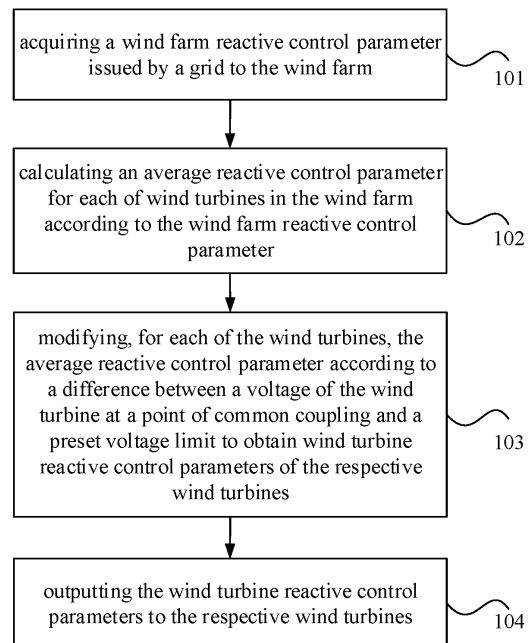 acquiring a wind farm reactive control parameter
issued by a grid to the wind farm
101
calculating an average reactive control parameter
for each of wind turbines in the wind farm
according to the wind farm reactive control
parameter
102
modifying, for each of the wind turbines, the
average reactive control parameter according to
a difference between a voltage of the wind
turbine at a point of common coupling and a
preset voltage limit to obtain wind turbine
reactive control parameters of the respective
wind turbines
103
outputting the wind turbine reactive control
parameters to the respective wind turbines
104